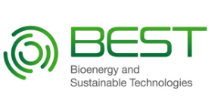 BEST
Bioenergy and
Sustainable Technologies